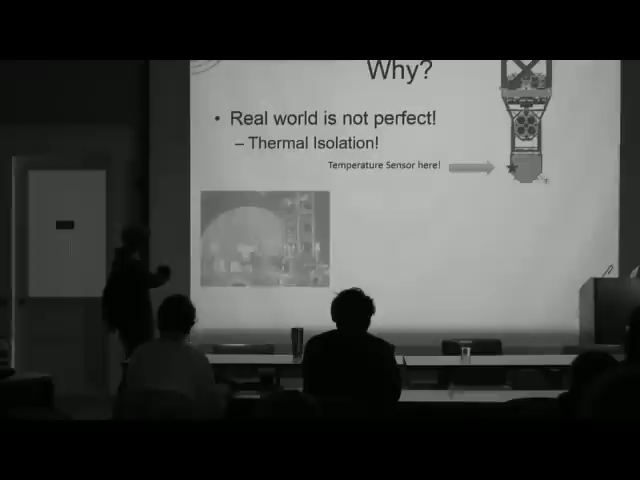 Why?
• Real world is not perfect!
– Thermal Isolation!
Temperature Sensor here!